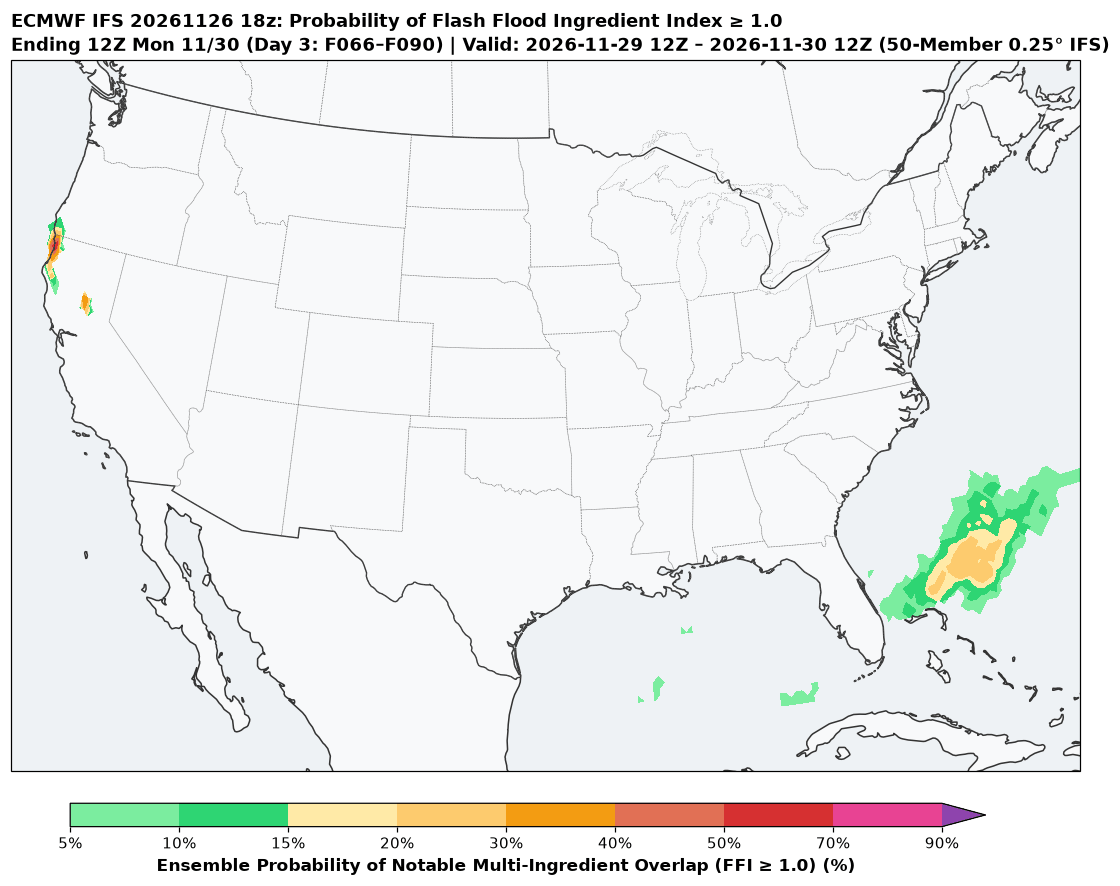 ECMWF IFS 20261126 18z: Probability of Flash Flood Ingredient Index ≥ 1.0
Ending 12Z Mon 11/30 (Day 3: F066–F090) | Valid: 2026-11-29 12Z – 2026-11-30 12Z (50-Member 0.25° IFS)
5% 10% 15% 20% 30% 40% 50% 70% 90%
Ensemble Probability of Notable Multi-Ingredient Overlap (FFI ≥ 1.0) (%)